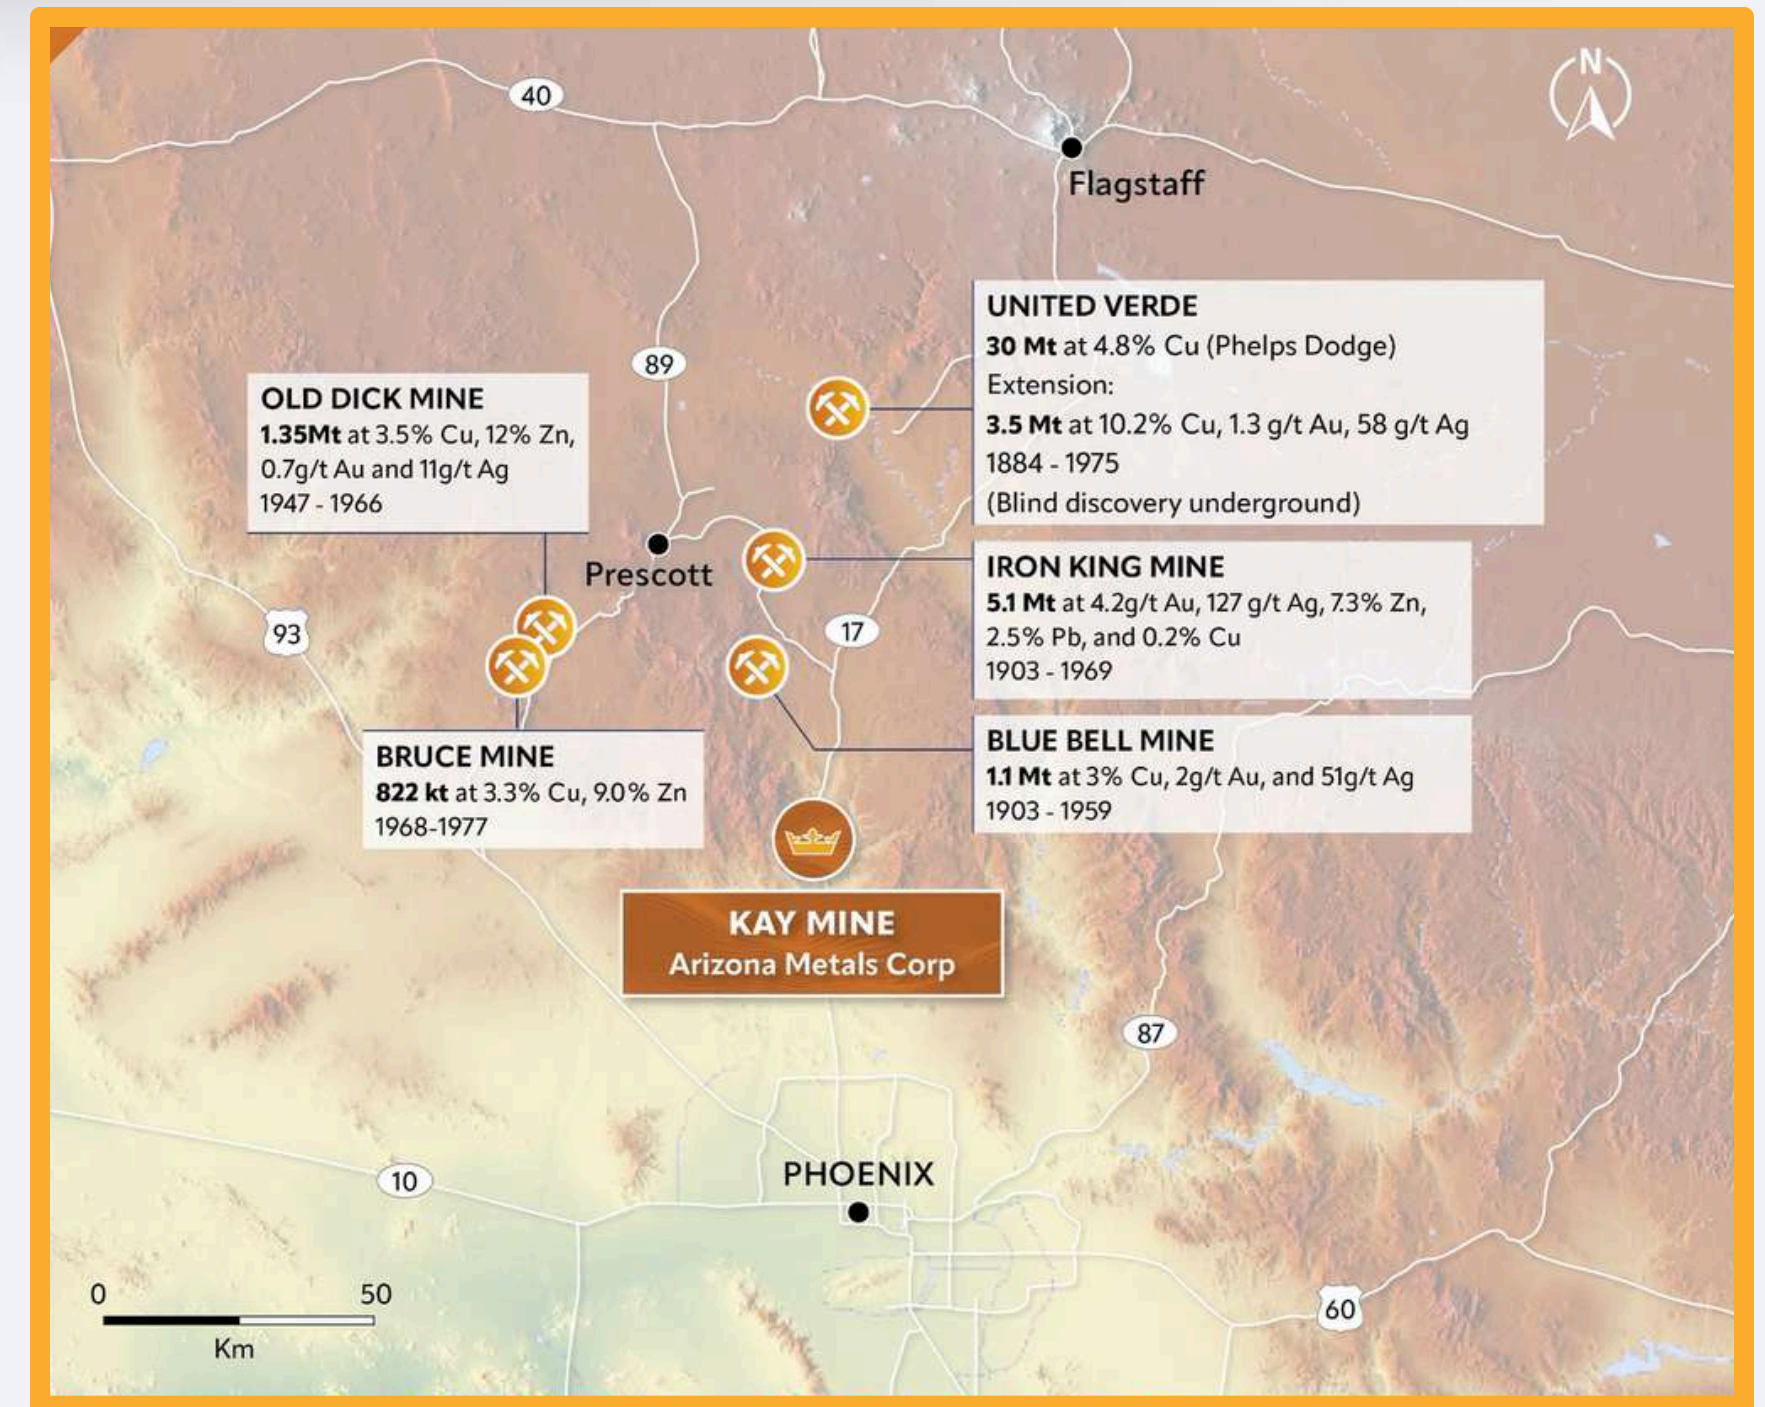 N
40
Flagstaff
UNITED VERDE
30 Mt at 4.8% Cu (Phelps Dodge)
Extension:
3.5 Mt at 10.2% Cu, 1.3 g/t Au, 58 g/t Ag
1884 - 1975
(Blind discovery underground)
89
OLD DICK MINE
1.35Mt at 3.5% Cu, 12% Zn,
0.7g/t Au and 11g/t Ag
1947 - 1966
Prescott
IRON KING MINE
5.1 Mt at 4.2g/t Au, 127 g/t Ag, 7.3% Zn,
2.5% Pb, and 0.2% Cu
1903 - 1969
93
17
BRUCE MINE
822 kt at 3.3% Cu, 9.0% Zn
1968-1977
BLUE BELL MINE
1.1 Mt at 3% Cu, 2g/t Au, and 51g/t Ag
1903 - 1959
KAY MINE
Arizona Metals Corp
87
PHOENIX
10
0 50
Km
60